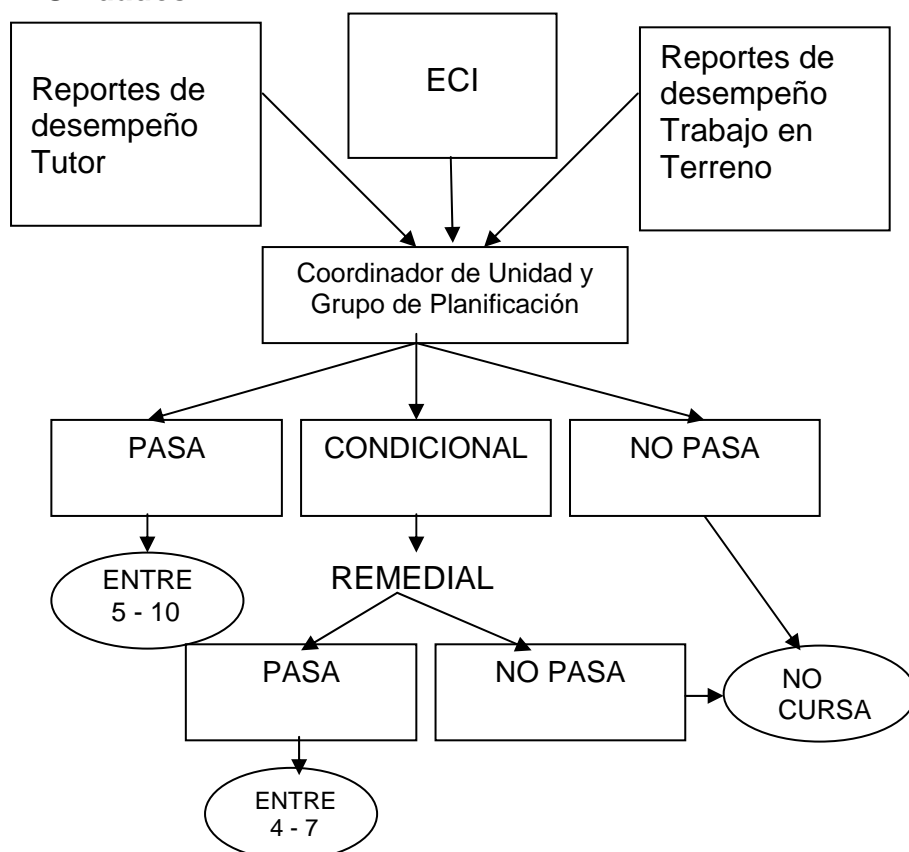 Reportes de
desempeño
Tutor
ECI
Reportes de
desempeño
Trabajo en
Terreno
Coordinador de Unidad y
Grupo de Planificación
PASA
CONDICIONAL
NO PASA
ENTRE
5 - 10
REMEDIAL
PASA
NO PASA
NO
CURSA
ENTRE
4 - 7